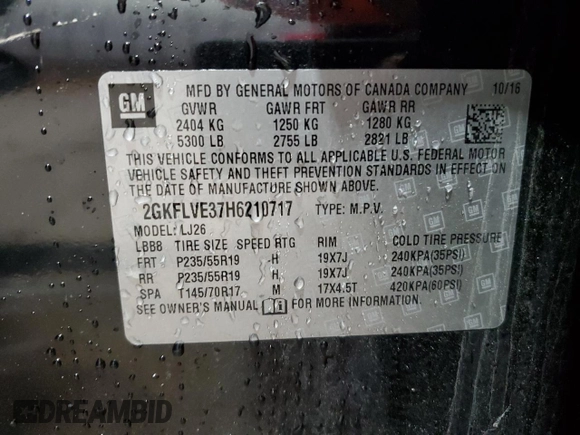 GM
MFD BY GENERAL MOTORS OF CANADA COMPANY 10/16
GVWR GAWR FRT GAWR RR
2404 KG 1250 KG 1280 KG
5300 LB 2755 LB 2821 LB
THIS VEHICLE CONFORMS TO ALL APPLICABLE U.S. FEDERAL MOTOR
VEHICLE SAFETY AND THEFT PREVENTION STANDARDS IN EFFECT ON
THE DATE OF MANUFACTURE SHOWN ABOVE.
2GKFLVE37H6210717 TYPE: M.P.V.
MODEL: LJ26
LBB8 TIRE SIZE SPEED RTG RIM COLD TIRE PRESSURE
FRT P235/55R19 H 19X7J 240KPA(35PSI)
RR P235/55R19 H 19X7J 240KPA(35PSI)
SPA T145/70R17 M 17X4.5T 420KPA(60PSI)
SEE OWNER'S MANUAL FOR MORE INFORMATION.
DREAMBID